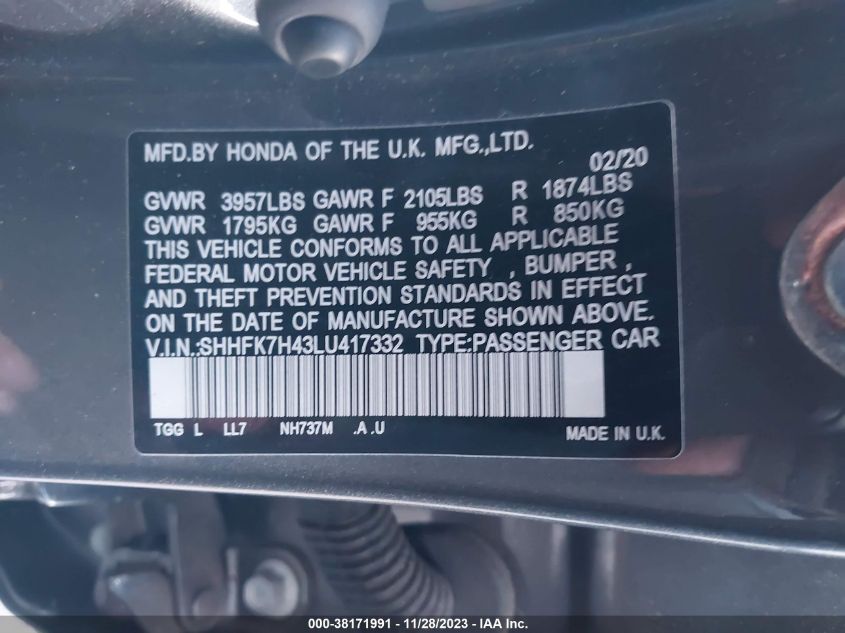 MFD.BY HONDA OF THE U.K. MFG.,LTD.
02/20
GVWR 3957LBS GAWR F 2105LBS R 1874LBS
GVWR 1795KG GAWR F 955KG R 850KG
THIS VEHICLE CONFORMS TO ALL APPLICABLE
FEDERAL MOTOR VEHICLE SAFETY , BUMPER ,
AND THEFT PREVENTION STANDARDS IN EFFECT
ON THE DATE OF MANUFACTURE SHOWN ABOVE.
V.I.N.:SHHFK7H43LU417332 TYPE:PASSENGER CAR
TGG L LL7 NH737M .A .U MADE IN U.K.
000-38171991 | 11/28/2023 | IAA Inc.